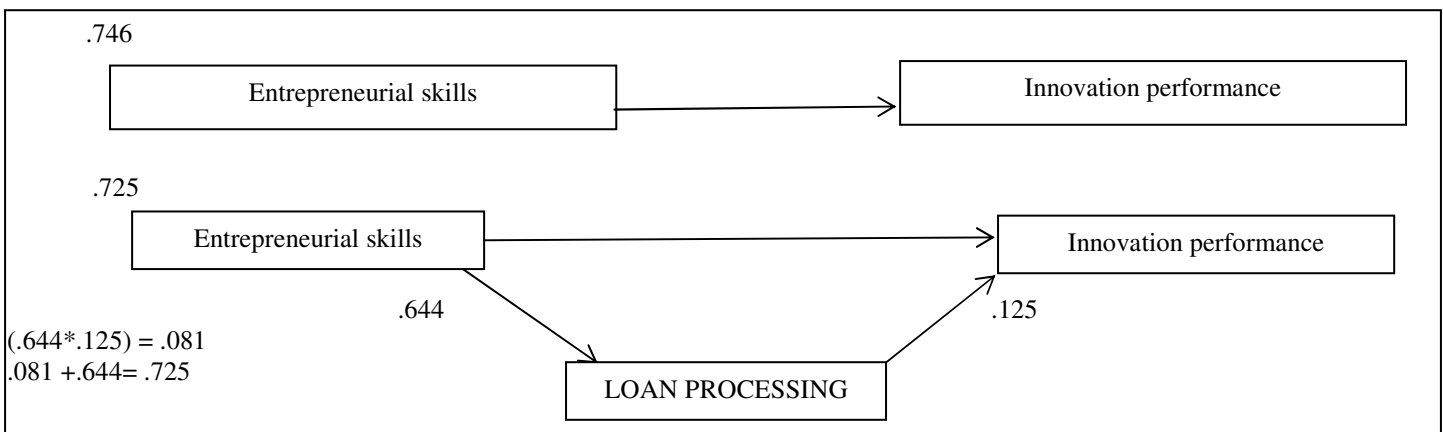 .746
Entrepreneurial skills
Innovation performance
.725
Entrepreneurial skills
Innovation performance
.644
.125
(.644*.125) = .081
.081 +.644= .725
LOAN PROCESSING